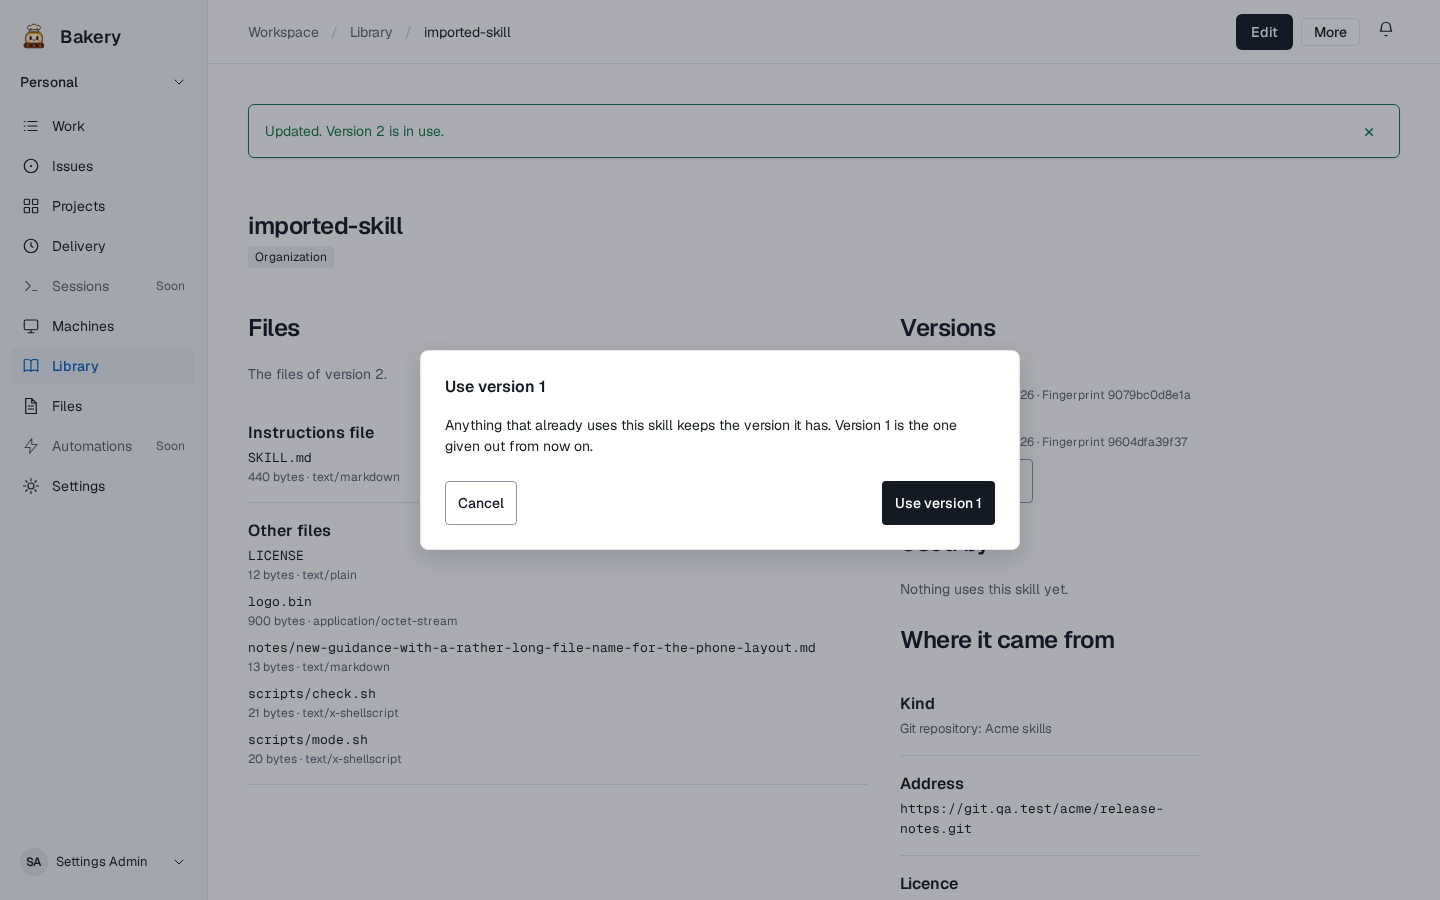 Bakery
Personal
Work
Issues
Projects
Delivery
Sessions Soon
Machines
Library
Files
Automations Soon
Settings
SA Settings Admin
Workspace / Library / imported-skill
Edit
More
Updated. Version 2 is in use.
imported-skill
Organization
Files
The files of version 2.
Instructions file
SKILL.md
440 bytes · text/markdown
Other files
LICENSE
12 bytes · text/plain
logo.bin
900 bytes · application/octet-stream
notes/new-guidance-with-a-rather-long-file-name-for-the-phone-layout.md
13 bytes · text/markdown
scripts/check.sh
21 bytes · text/x-shellscript
scripts/mode.sh
20 bytes · text/x-shellscript
Use version 1
Anything that already uses this skill keeps the version it has. Version 1 is the one
given out from now on.
Cancel
Use version 1
Versions
26 · Fingerprint 9079bc0d8e1a
26 · Fingerprint 9604dfa39f37
Nothing uses this skill yet.
Where it came from
Kind
Git repository: Acme skills
Address
https://git.qa.test/acme/release-
notes.git
Licence